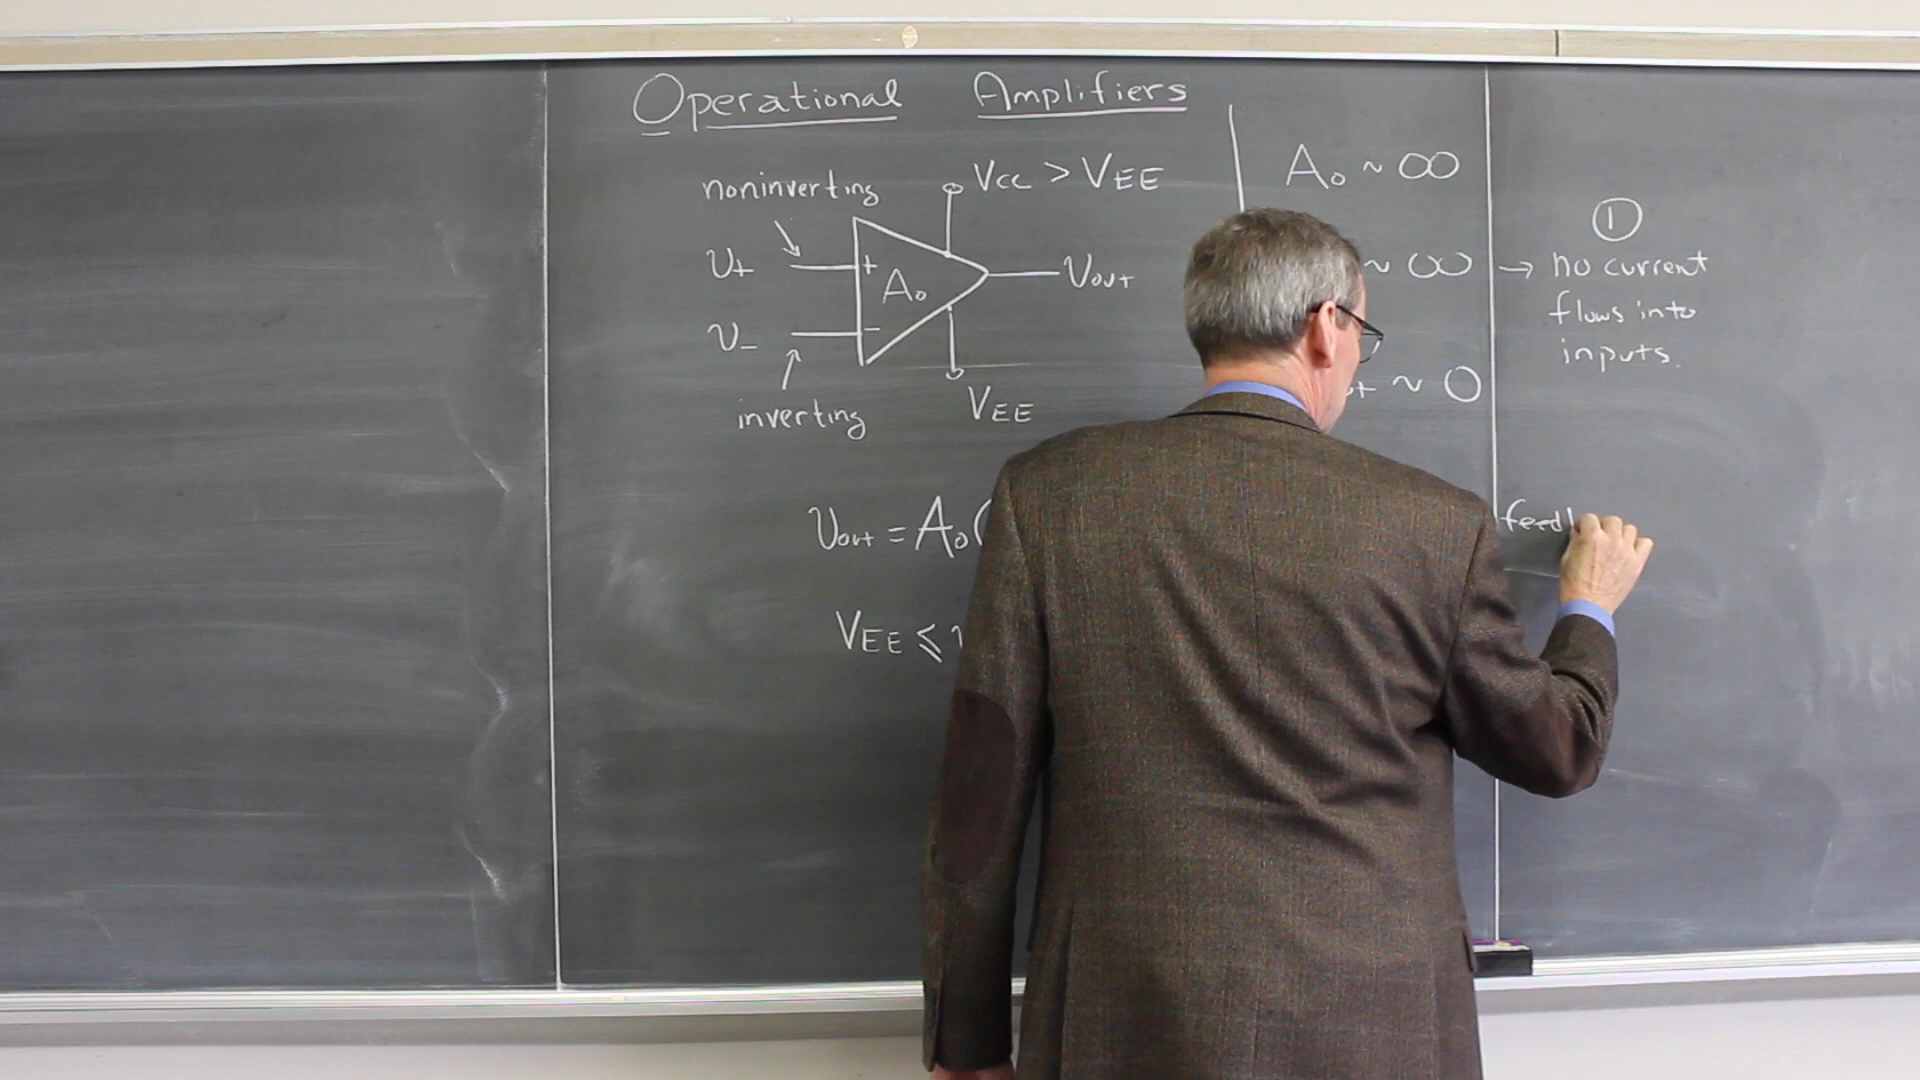 Operational Amplifiers
noninverting
Vcc > VEE
v+
+
A₀
vout
v-
-
inverting
VEE
vout = A₀(
VEE ≤
A₀ ~ ∞
~ ∞ → no current
①
flows into
inputs.
~ 0
feed